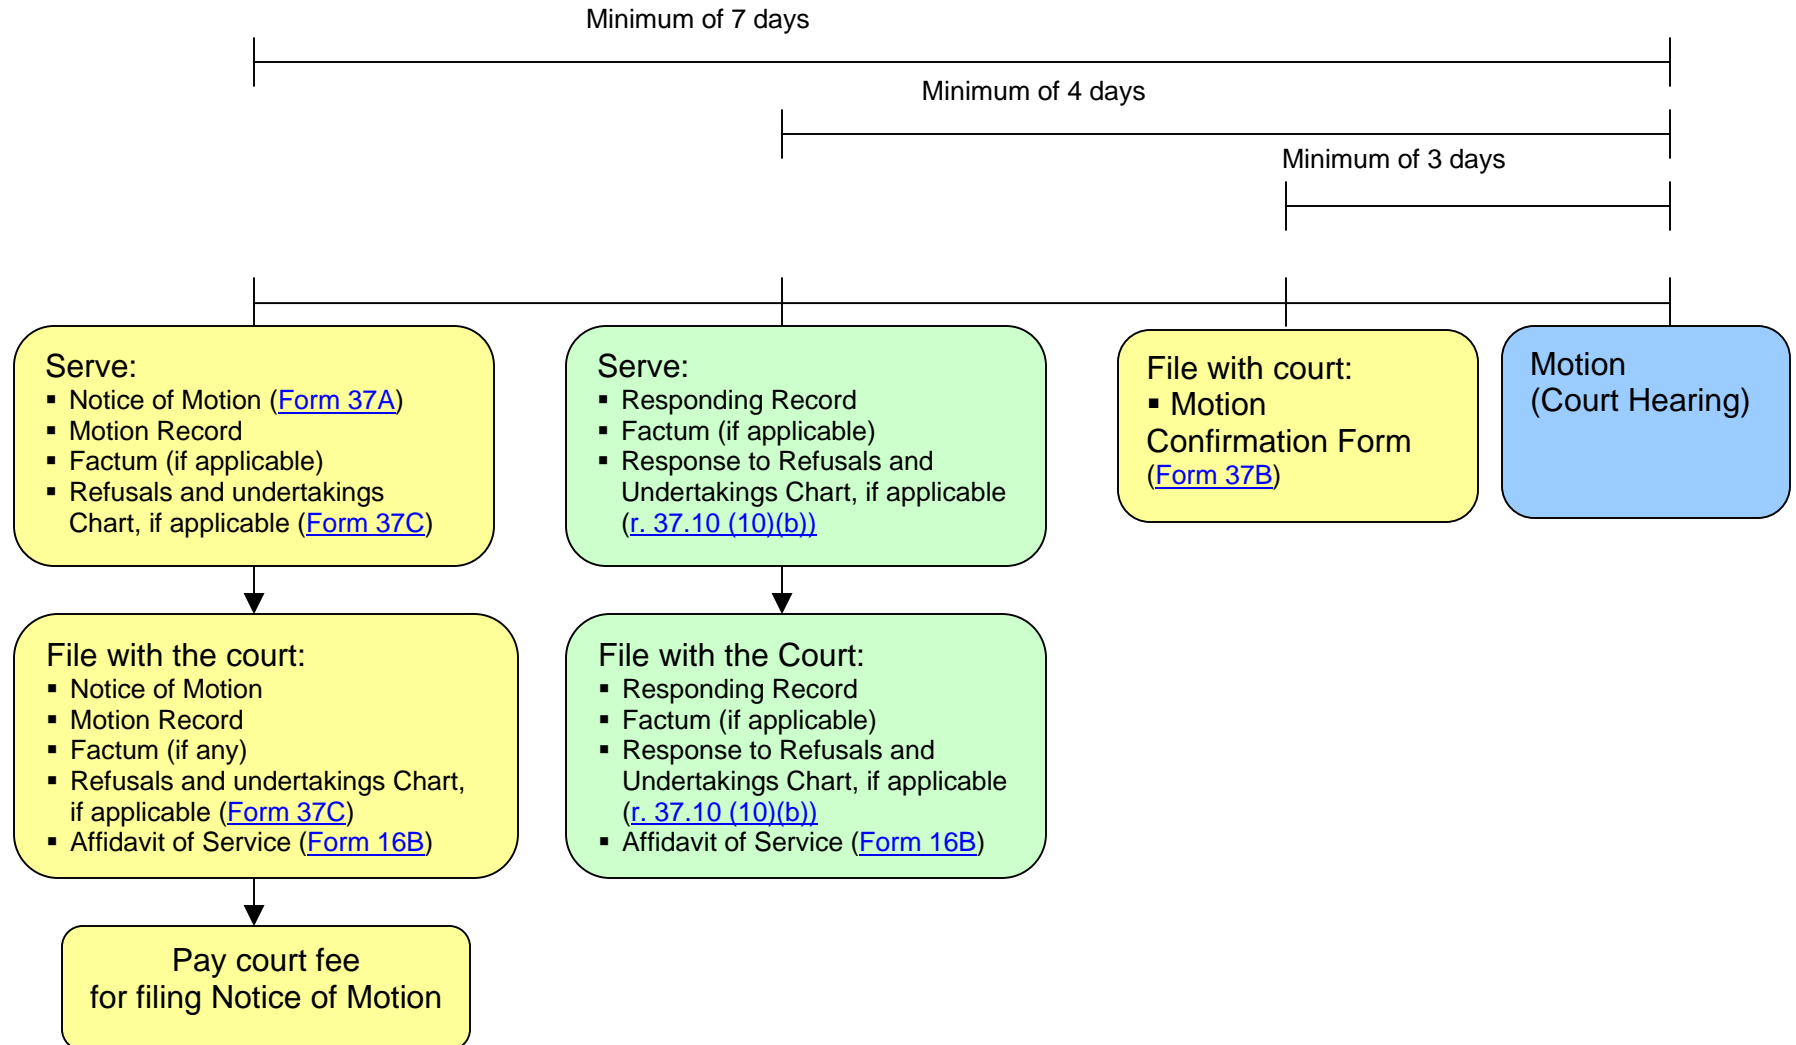 Minimum of 7 days
Minimum of 4 days
Minimum of 3 days
Serve:
▪ Notice of Motion (Form 37A)
▪ Motion Record
▪ Factum (if applicable)
▪ Refusals and undertakings
Chart, if applicable (Form 37C)
Serve:
▪ Responding Record
▪ Factum (if applicable)
▪ Response to Refusals and
Undertakings Chart, if applicable
(r. 37.10 (10)(b))
File with court:
▪ Motion
Confirmation Form
(Form 37B)
Motion
(Court Hearing)
File with the court:
▪ Notice of Motion
▪ Motion Record
▪ Factum (if any)
▪ Refusals and undertakings Chart,
if applicable (Form 37C)
▪ Affidavit of Service (Form 16B)
File with the Court:
▪ Responding Record
▪ Factum (if applicable)
▪ Response to Refusals and
Undertakings Chart, if applicable
(r. 37.10 (10)(b))
▪ Affidavit of Service (Form 16B)
Pay court fee
for filing Notice of Motion